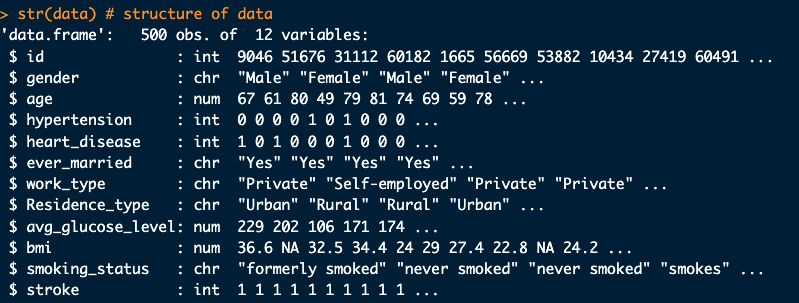 > str(data) # structure of data
'data.frame':   500 obs. of  12 variables:
 $ id               : int  9046 51676 31112 60182 1665 56669 53882 10434 27419 60491 ...
 $ gender           : chr  "Male" "Female" "Male" "Female" ...
 $ age              : num  67 61 80 49 79 81 74 69 59 78 ...
 $ hypertension     : int  0 0 0 0 1 0 1 0 0 0 ...
 $ heart_disease    : int  1 0 1 0 0 0 1 0 0 0 ...
 $ ever_married     : chr  "Yes" "Yes" "Yes" "Yes" ...
 $ work_type        : chr  "Private" "Self-employed" "Private" "Private" ...
 $ Residence_type   : chr  "Urban" "Rural" "Rural" "Urban" ...
 $ avg_glucose_level: num  229 202 106 171 174 ...
 $ bmi              : num  36.6 NA 32.5 34.4 24 29 27.4 22.8 NA 24.2 ...
 $ smoking_status   : chr  "formerly smoked" "never smoked" "never smoked" "smokes" ...
 $ stroke           : int  1 1 1 1 1 1 1 1 1 1 ...